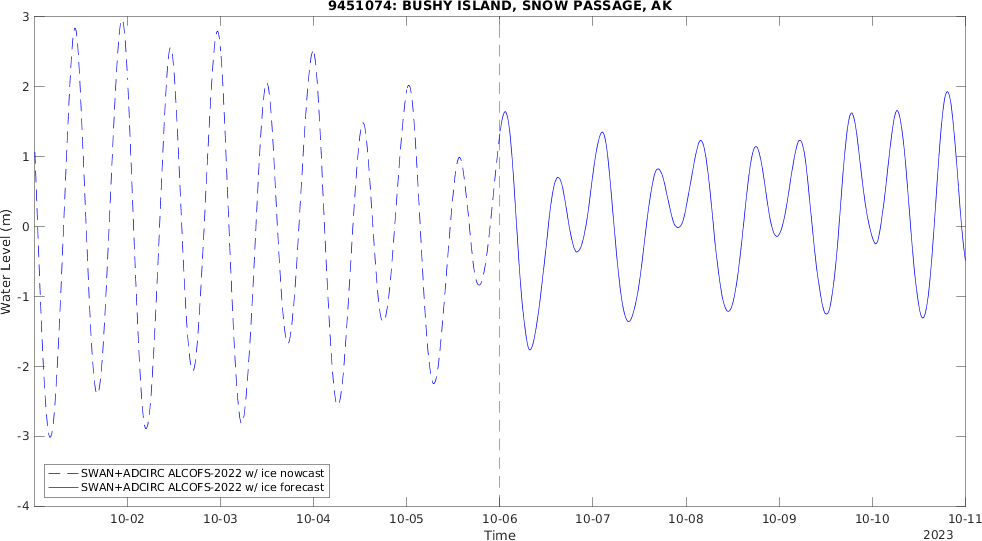 9451074: BUSHY ISLAND, SNOW PASSAGE, AK
3
2
1
0
-1
-2
-3
-4
Water Level (m)
SWAN+ADCIRC ALCOFS-2022 w/ ice nowcast
SWAN+ADCIRC ALCOFS-2022 w/ ice forecast
10-02 10-03 10-04 10-05 10-06 10-07 10-08 10-09 10-10 10-11
Time
2023